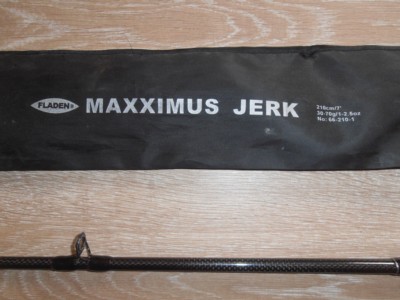 FLADEN®
MAXXIMUS JERK
210cm/7'
30-70g/1-2.5oz
No: 66-210-1